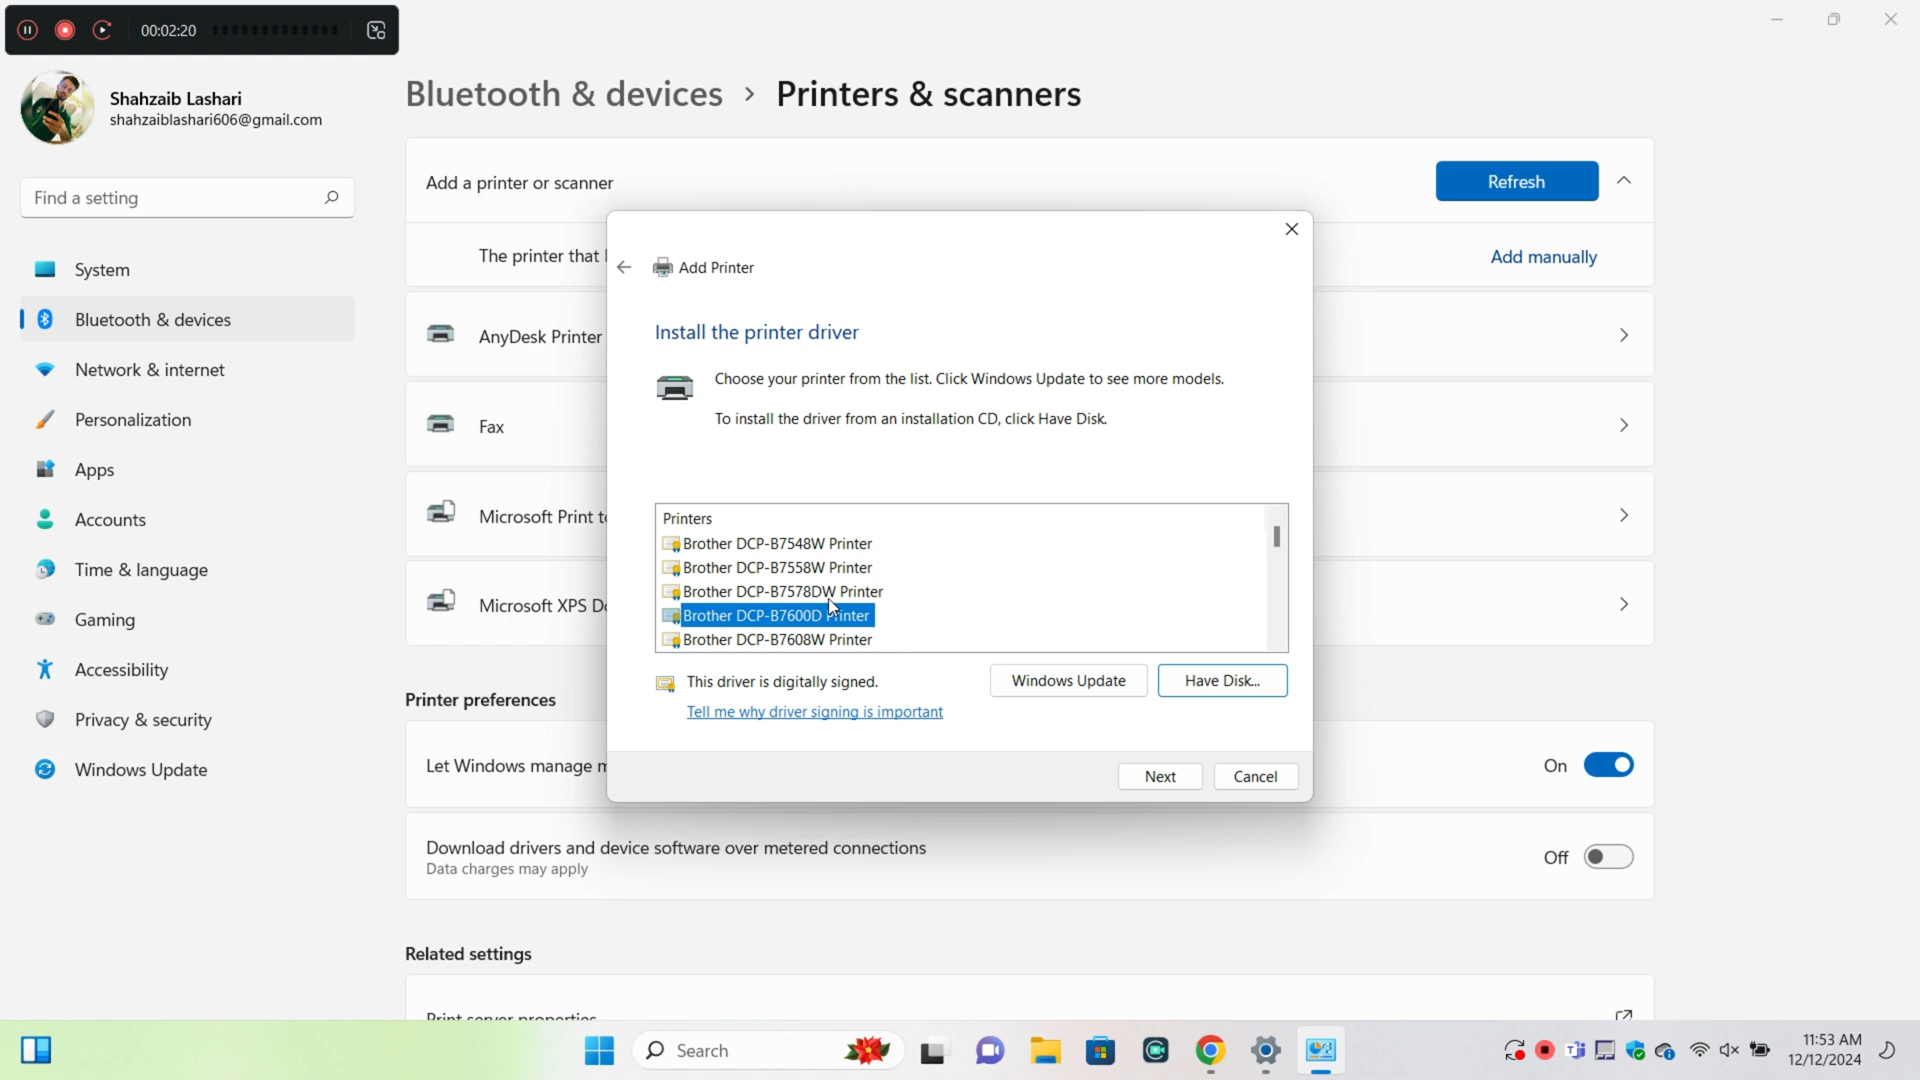 00:02:20
Shahzaib Lashari
shahzaiblashari606@gmail.com
Find a setting
System
Bluetooth & devices
Network & internet
Personalization
Apps
Accounts
Time & language
Gaming
Accessibility
Privacy & security
Windows Update
Bluetooth & devices > Printers & scanners
Add a printer or scanner
Refresh
The printer that
Add manually
AnyDesk Printer
Fax
Microsoft Print
Microsoft XPS
Printer preferences
Let Windows manage
On
Download drivers and device software over metered connections
Data charges may apply
Off
Related settings
Print server properties
Add Printer
Install the printer driver
Choose your printer from the list. Click Windows Update to see more models.
To install the driver from an installation CD, click Have Disk.
Printers
Brother DCP-B7548W Printer
Brother DCP-B7558W Printer
Brother DCP-B7578DW Printer
Brother DCP-B7600D Printer
Brother DCP-B7608W Printer
This driver is digitally signed.
Tell me why driver signing is important
Windows Update
Have Disk...
Next
Cancel
Search
11:53 AM
12/12/2024